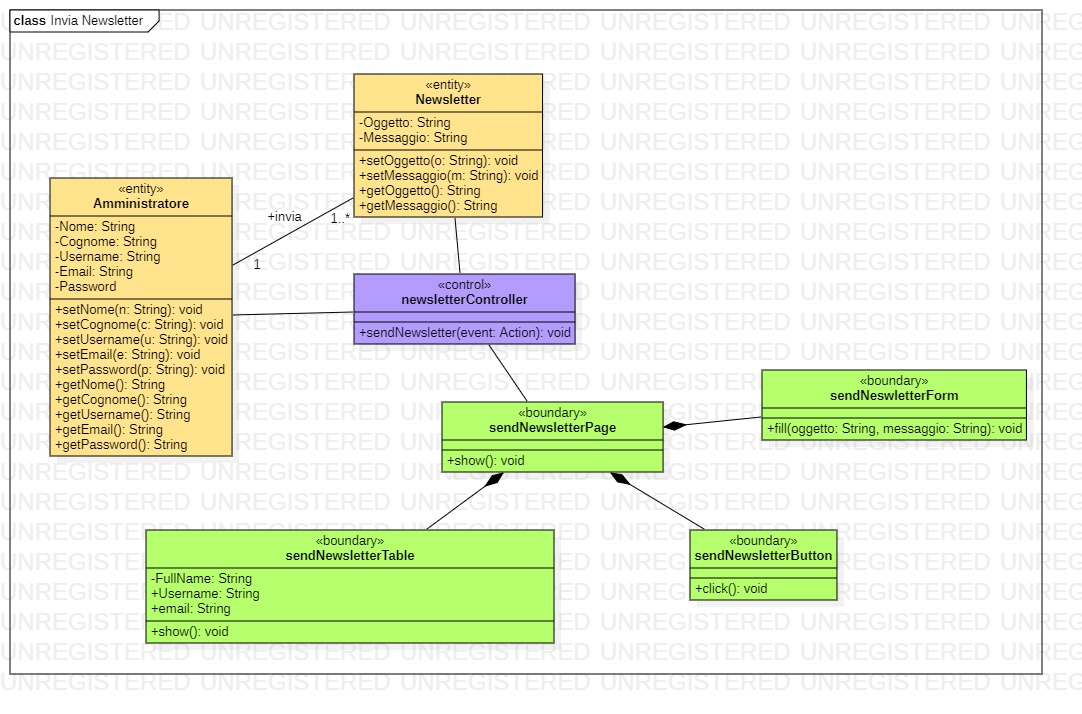 class Invia Newsletter
«entity»
Newsletter
-Oggetto: String
-Messaggio: String
+setOggetto(o: String): void
+setMessaggio(m: String): void
+getOggetto(): String
+getMessaggio(): String
«entity»
Amministratore
-Nome: String
-Cognome: String
-Username: String
-Email: String
-Password
+setNome(n: String): void
+setCognome(c: String): void
+setUsername(u: String): void
+setEmail(e: String): void
+setPassword(p: String): void
+getNome(): String
+getCognome(): String
+getUsername(): String
+getEmail(): String
+getPassword(): String
+invia
1..*
1
«control»
newsletterController
+sendNewsletter(event: Action): void
«boundary»
sendNewsletterPage
+show(): void
«boundary»
sendNeswletterForm
+fill(oggetto: String, messaggio: String): void
«boundary»
sendNewsletterTable
-FullName: String
+Username: String
+email: String
+show(): void
«boundary»
sendNewsletterButton
+click(): void
UNREGISTERED